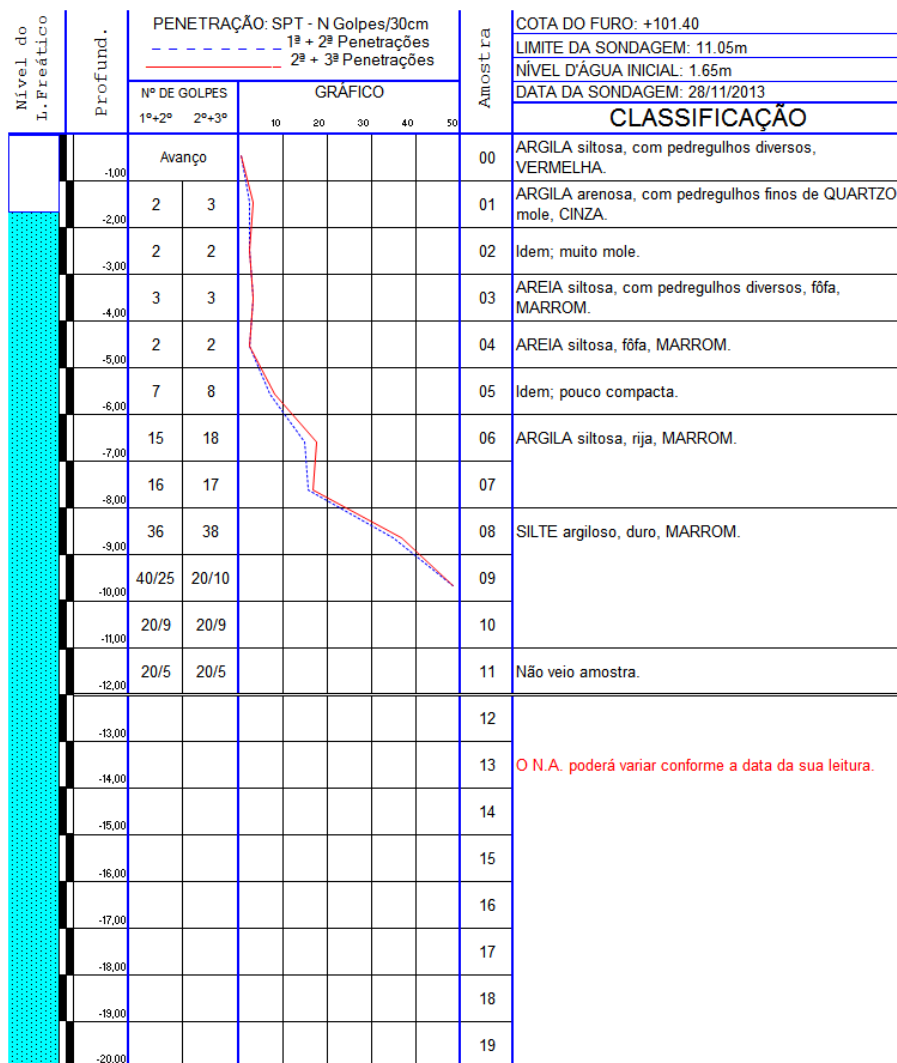 Nível do
L.Freático
Profund.
PENETRAÇÃO: SPT - N Golpes/30cm
1ª + 2ª Penetrações
2ª + 3ª Penetrações
Nº DE GOLPES
1º+2º 2º+3º
GRÁFICO
10 20 30 40 50
Amostra
COTA DO FURO: +101.40
LIMITE DA SONDAGEM: 11.05m
NÍVEL D'ÁGUA INICIAL: 1.65m
DATA DA SONDAGEM: 28/11/2013
CLASSIFICAÇÃO
-1,00 Avanço 00 ARGILA siltosa, com pedregulhos diversos,
VERMELHA.
-2,00 2 3 01 ARGILA arenosa, com pedregulhos finos de QUARTZO
mole, CINZA.
-3,00 2 2 02 Idem; muito mole.
-4,00 3 3 03 AREIA siltosa, com pedregulhos diversos, fôfa,
MARROM.
-5,00 2 2 04 AREIA siltosa, fôfa, MARROM.
-6,00 7 8 05 Idem; pouco compacta.
-7,00 15 18 06 ARGILA siltosa, rija, MARROM.
-8,00 16 17 07
-9,00 36 38 08 SILTE argiloso, duro, MARROM.
-10,00 40/25 20/10 09
-11,00 20/9 20/9 10
-12,00 20/5 20/5 11 Não veio amostra.
-13,00 12
-14,00 13 O N.A. poderá variar conforme a data da sua leitura.
-15,00 14
-16,00 15
-17,00 16
-18,00 17
-19,00 18
-20,00 19